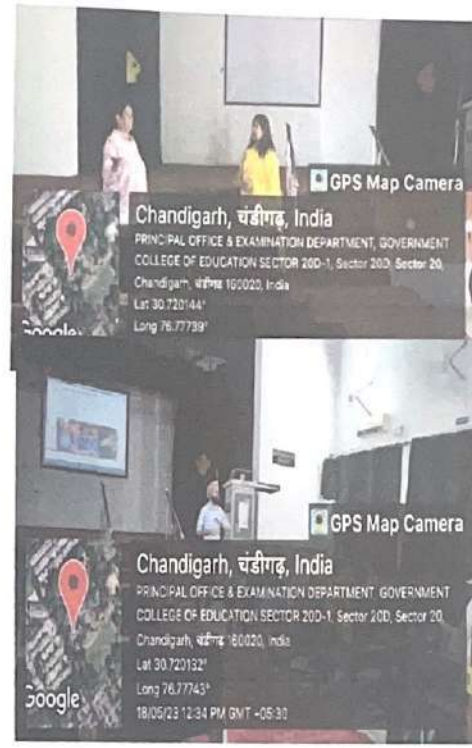 GPS Map Camera
Chandigarh, चंडीगढ़, India
PRINCIPAL OFFICE & EXAMINATION DEPARTMENT, GOVERNMENT
COLLEGE OF EDUCATION SECTOR 20D-1, Sector 20D, Sector 20,
Chandigarh, चंडीगढ़ 160020, India
Lat 30.720144°
Long 76.77739°
Google
GPS Map Camera
Chandigarh, चंडीगढ़, India
PRINCIPAL OFFICE & EXAMINATION DEPARTMENT, GOVERNMENT
COLLEGE OF EDUCATION SECTOR 20D-1, Sector 20D, Sector 20,
Chandigarh, चंडीगढ़ 160020, India
Lat 30.720132°
Long 76.77743°
18/05/23 12:34 PM GMT +05:30
Google